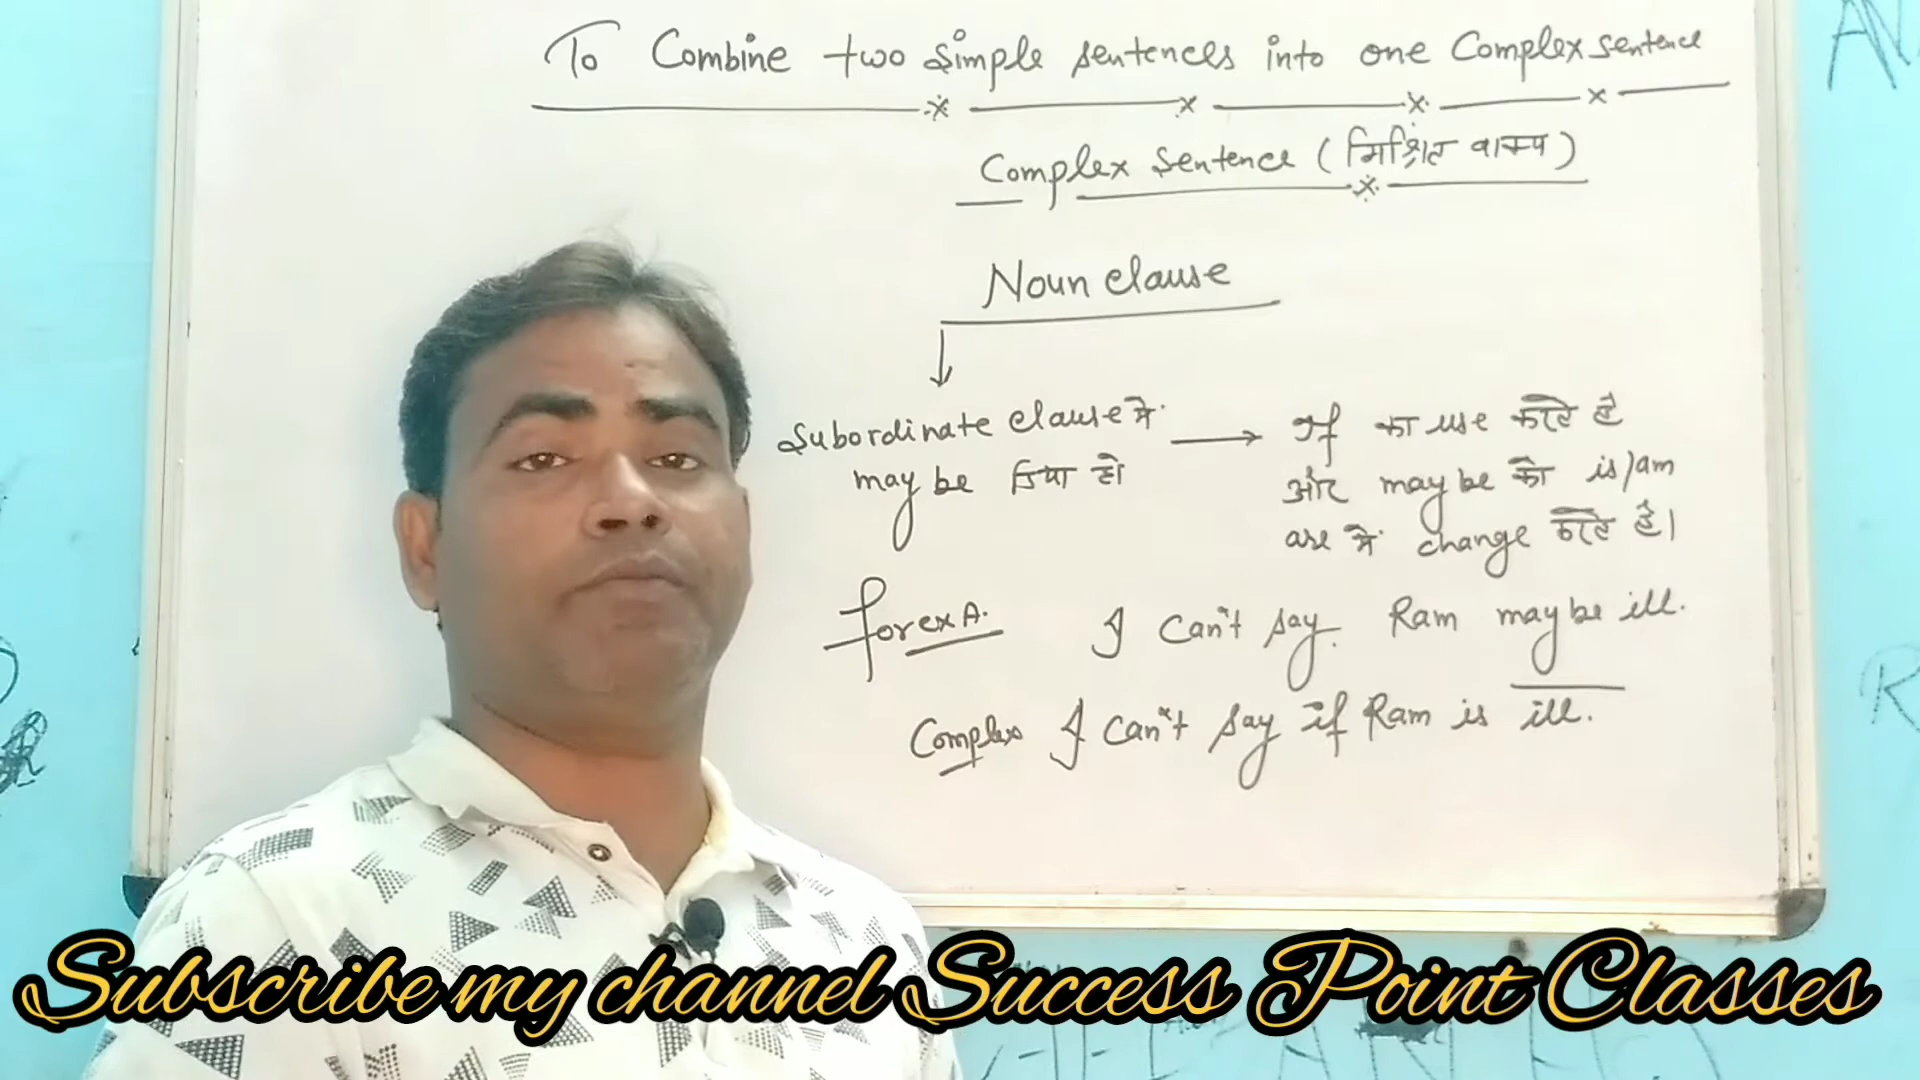 To Combine two simple sentences into one Complex sentence
Complex sentence (मिश्रित वाक्य)
Noun clause
Subordinate clause में → If का use करते है
may be दिया हो और may be को is/am
are में change करते है।
for ex A. I can't say. Ram may be ill.
Complex I can't say if Ram is ill.
Subscribe my channel Success Point Classes